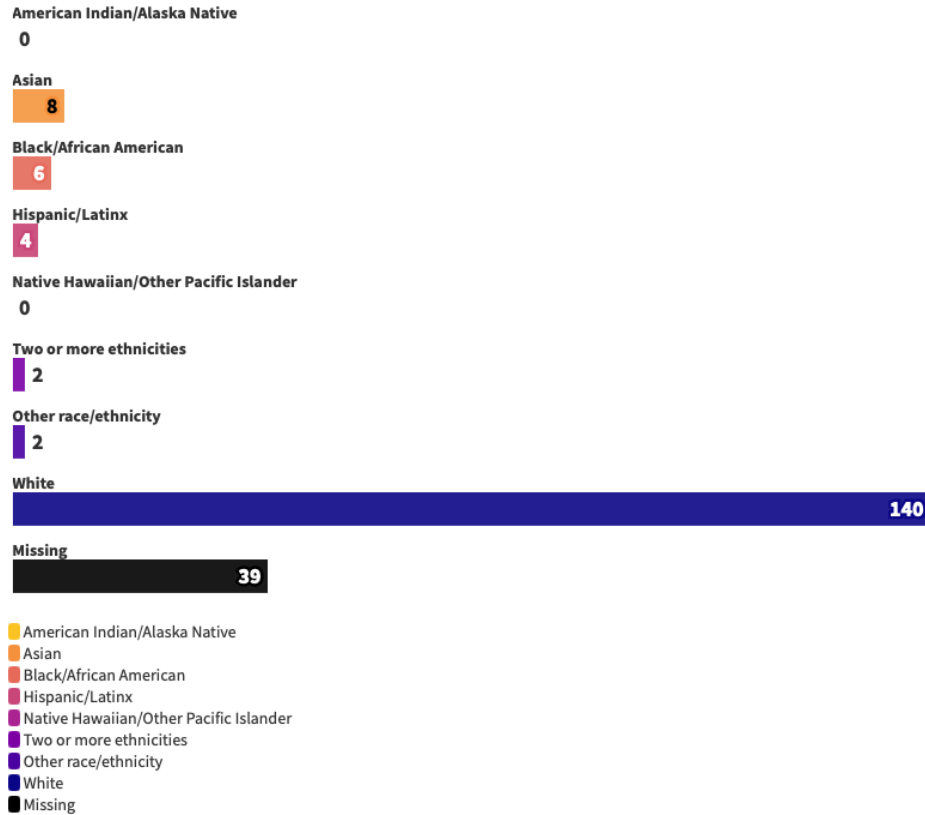 American Indian/Alaska Native
0
Asian
8
Black/African American
6
Hispanic/Latinx
4
Native Hawaiian/Other Pacific Islander
0
Two or more ethnicities
2
Other race/ethnicity
2
White
140
Missing
39
American Indian/Alaska Native
Asian
Black/African American
Hispanic/Latinx
Native Hawaiian/Other Pacific Islander
Two or more ethnicities
Other race/ethnicity
White
Missing